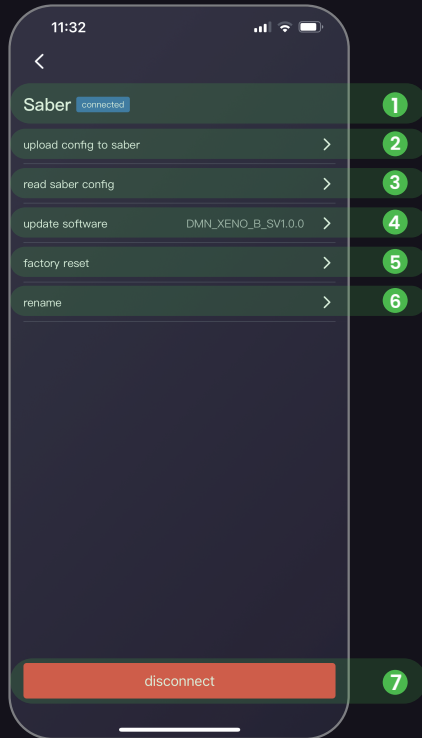 11:32
Saber connected 1
upload config to saber 2
read saber config 3
update software DMN_XENO_B_SV1.0.0 4
factory reset 5
rename 6
disconnect 7